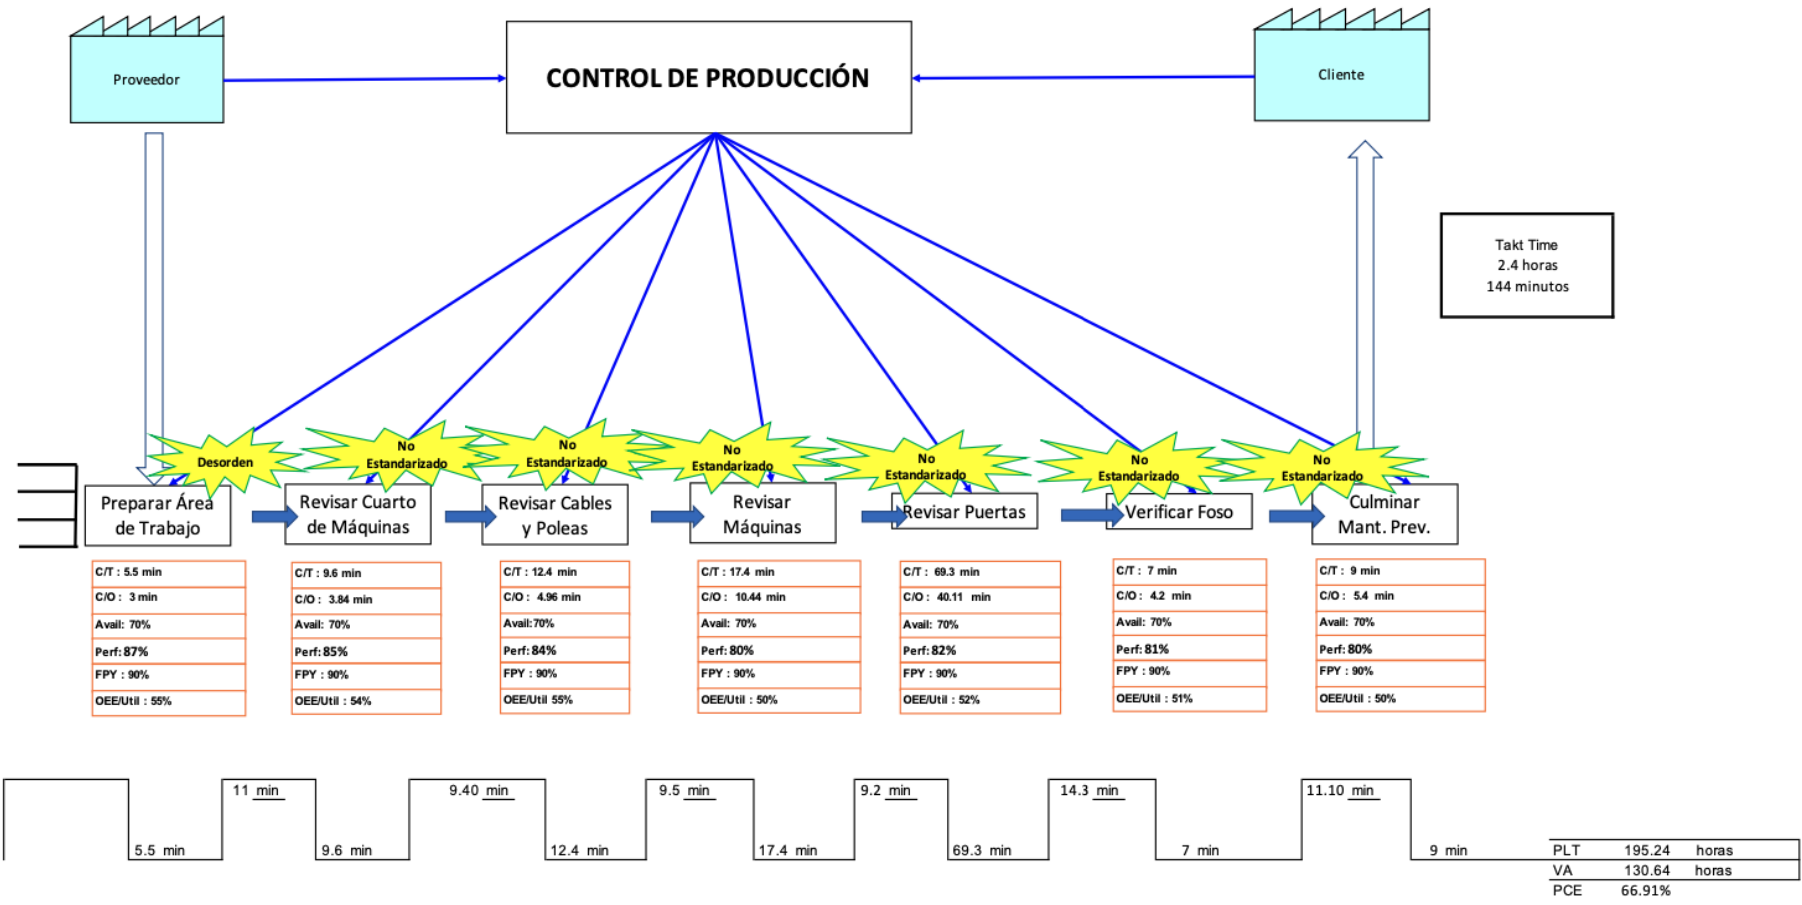 Proveedor
CONTROL DE PRODUCCIÓN
Cliente
Takt Time
2.4 horas
144 minutos
Desorden
No
Estandarizado
No
Estandarizado
No
Estandarizado
No
Estandarizado
No
Estandarizado
No
Estandarizado
Preparar Área
de Trabajo
Revisar Cuarto
de Máquinas
Revisar Cables
y Poleas
Revisar
Máquinas
Revisar Puertas
Verificar Foso
Culminar
Mant. Prev.
C/T : 5.5 min
C/O : 3 min
Avail: 70%
Perf: 87%
FPY : 90%
OEE/Util : 55%
C/T : 9.6 min
C/O : 3.84 min
Avail: 70%
Perf: 85%
FPY : 90%
OEE/Util : 54%
C/T : 12.4 min
C/O : 4.96 min
Avail:70%
Perf: 84%
FPY : 90%
OEE/Util 55%
C/T : 17.4 min
C/O : 10.44 min
Avail: 70%
Perf: 80%
FPY : 90%
OEE/Util : 50%
C/T : 69.3 min
C/O : 40.11 min
Avail: 70%
Perf: 82%
FPY : 90%
OEE/Util : 52%
C/T : 7 min
C/O : 4.2 min
Avail: 70%
Perf: 81%
FPY : 90%
OEE/Util : 51%
C/T : 9 min
C/O : 5.4 min
Avail: 70%
Perf: 80%
FPY : 90%
OEE/Util : 50%
11 min
9.40 min
9.5 min
9.2 min
14.3 min
11.10 min
5.5 min
9.6 min
12.4 min
17.4 min
69.3 min
7 min
9 min
PLT 195.24 horas
VA 130.64 horas
PCE 66.91%